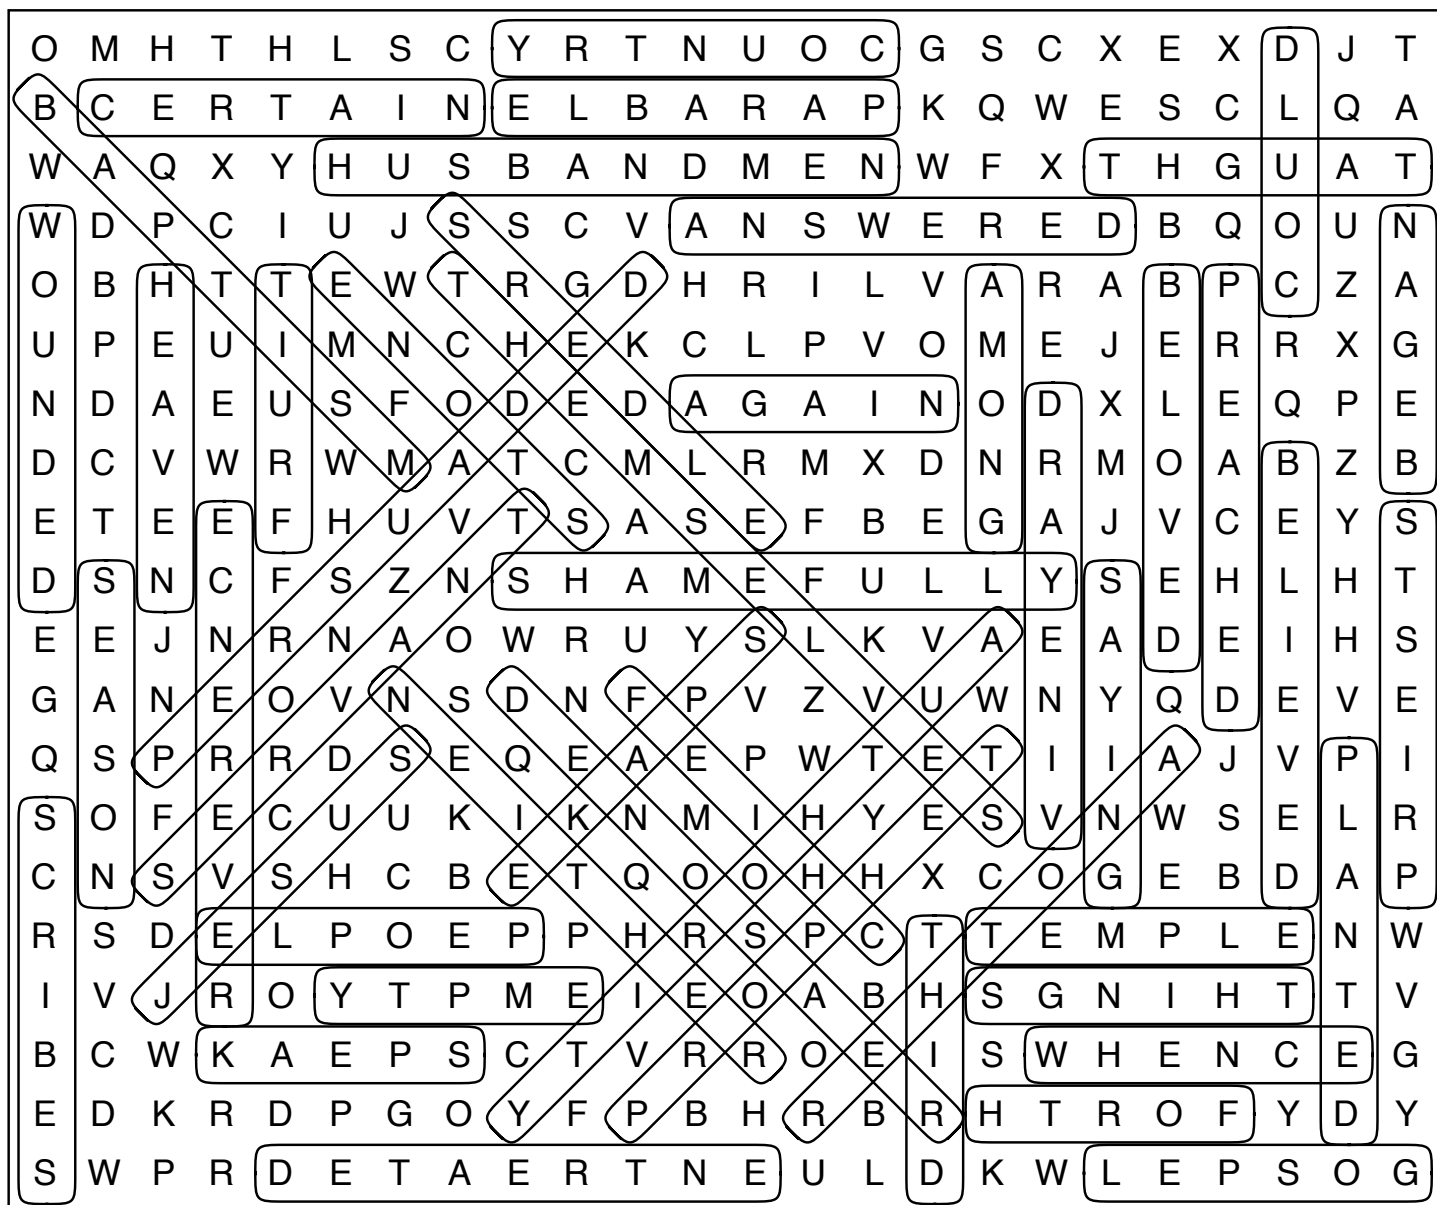 O M H T H L S C Y R T N U O C G S C X E X D J T
B C E R T A I N E L B A R A P K Q W E S C L Q A
W A Q X Y H U S B A N D M E N W F X T H G U A T
W D P C I U J S S C V A N S W E R E D B Q O U N
O B H T T E W T R G D H R I L V A R A B P C Z A
U P E U I M N C H E K C L P V O M E J E R R X G
N D A E U S F O D E D A G A I N O D X L E Q P E
D C V W R W M A T C M L R M X D N R M O A B Z B
E T E E F H U V T S A S E F B E G A J V C E Y S
D S N C F S Z N S H A M E F U L L Y S E H L H T
E E J N R N A O W R U Y S L K V A E A D E I H S
G A N E O V N S D N F P V Z V U W N Y Q D E V E
Q S P R R D S E Q E A E P W T E T I I A J V P I
S O F E C U U K I K N M I H Y E S V N W S E L R
C N S V S H C B E T Q O O H H X C O G E B D A P
R S D E L P O E P P H R S P C T T E M P L E N W
I V J R O Y T P M E I E O A B H S G N I H T T V
B C W K A E P S C T V R R O E I S W H E N C E G
E D K R D P G O Y F P B H R B R H T R O F Y D Y
S W P R D E T A E R T N E U L D K W L E P S O G